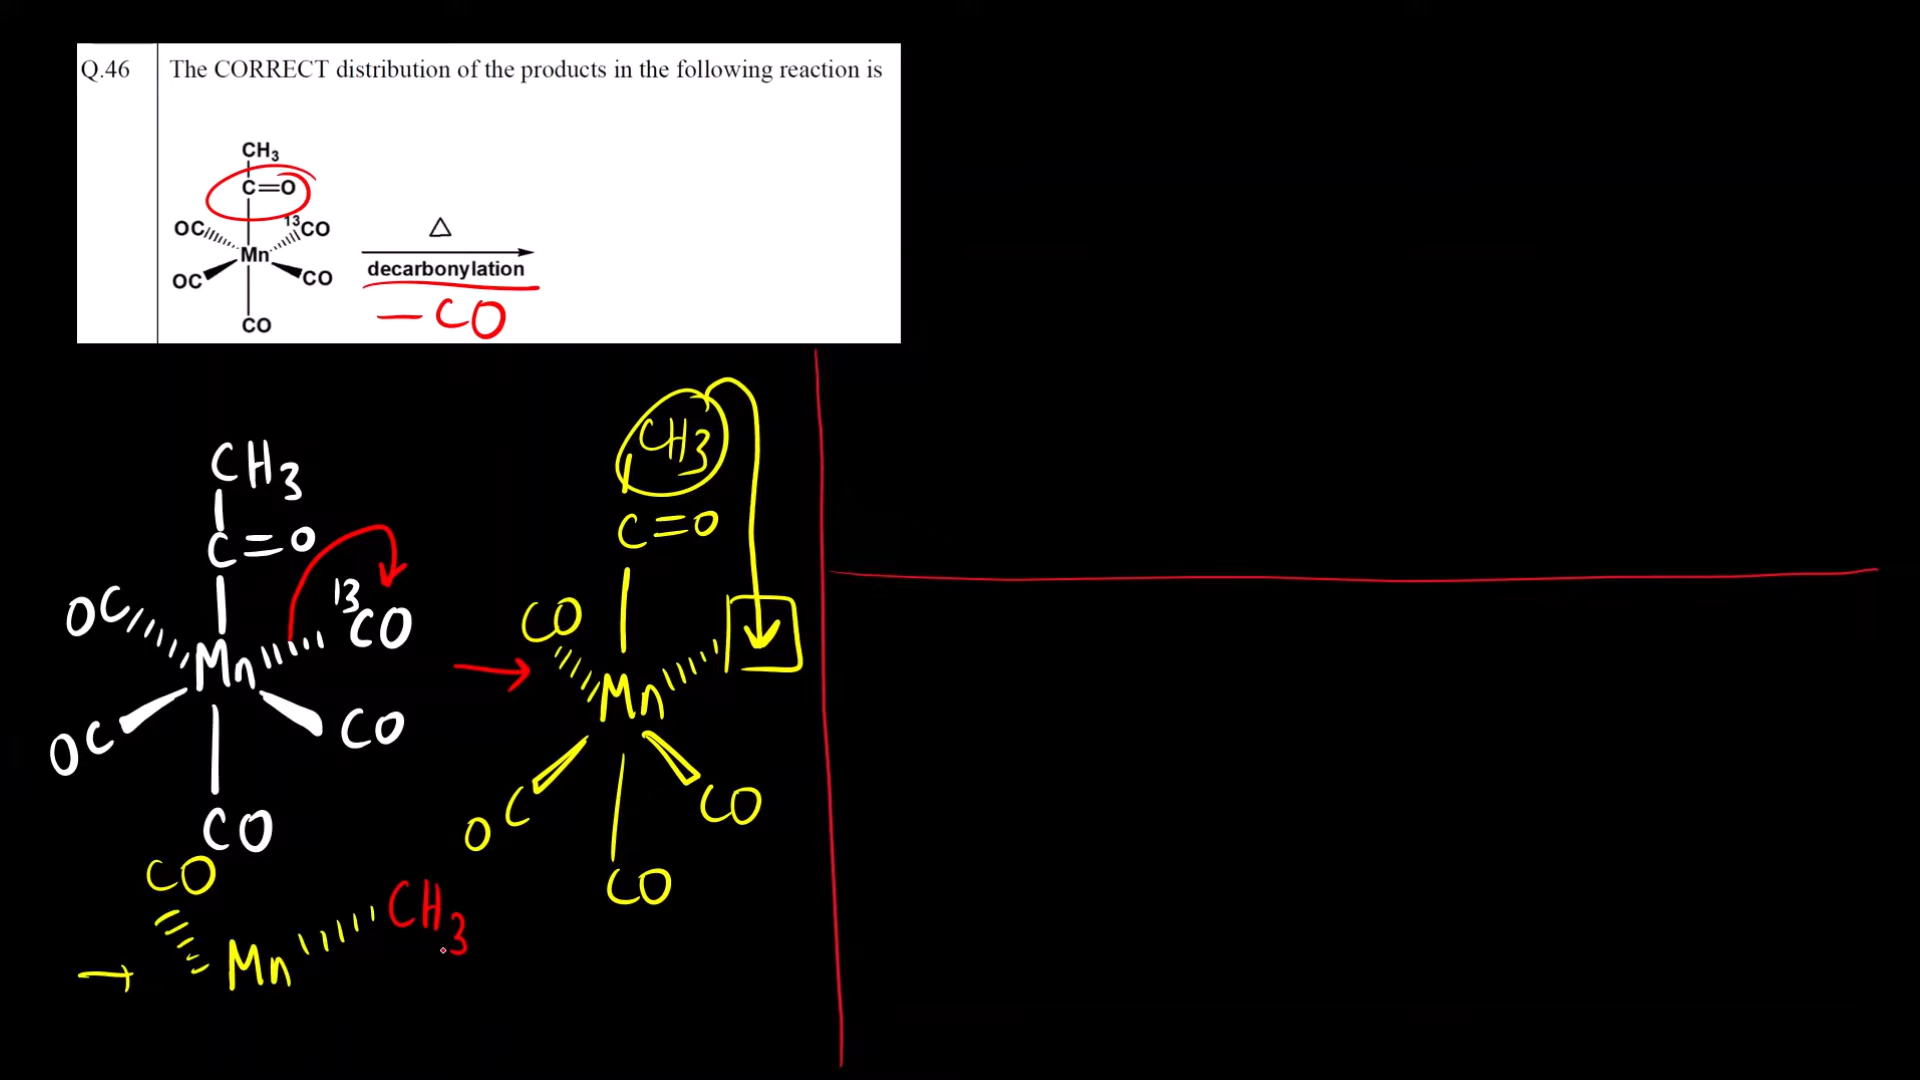 Q.46 The CORRECT distribution of the products in the following reaction is
CH3
C=O
OC 13CO
Mn
OC CO
CO
△
decarbonylation
- CO
CH3
C=O
OC 13CO
Mn
OC CO
CO
CH3
C=O
CO
Mn
OC CO
CO
CO
Mn CH3